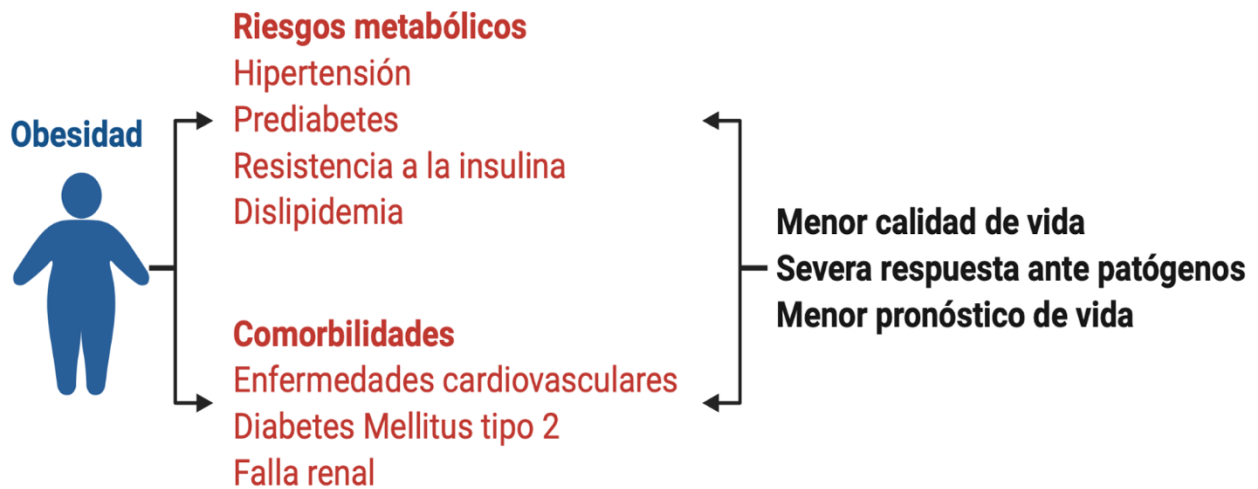 Obesidad
Riesgos metabólicos
Hipertensión
Prediabetes
Resistencia a la insulina
Dislipidemia
Comorbilidades
Enfermedades cardiovasculares
Diabetes Mellitus tipo 2
Falla renal
Menor calidad de vida
Severa respuesta ante patógenos
Menor pronóstico de vida